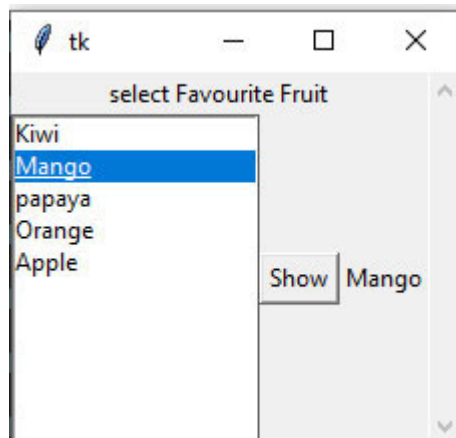 tk
select Favourite Fruit
Kiwi
Mango
papaya
Orange
Apple
Show Mango